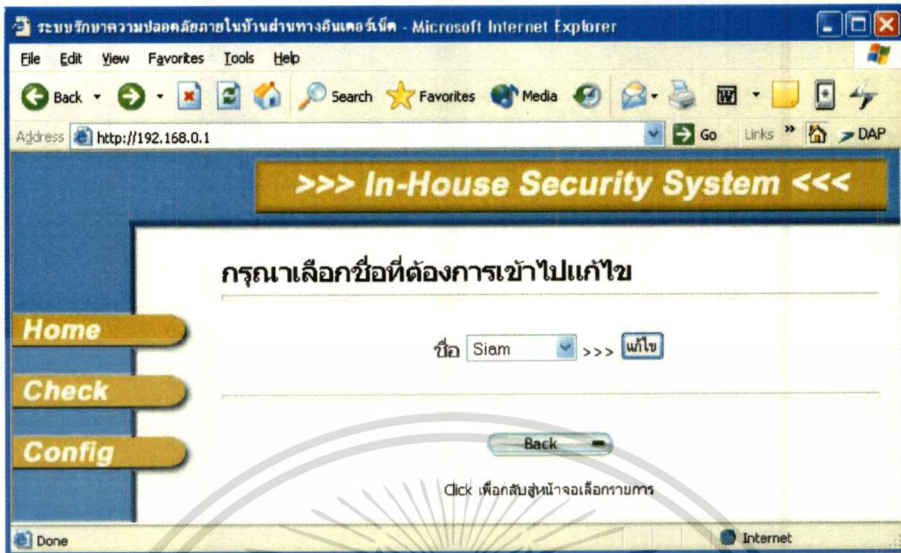 ระบบรักษาความปลอดภัยภายในบ้านผ่านทางอินเตอร์เน็ต - Microsoft Internet Explorer
File Edit View Favorites Tools Help
Back Search Favorites Media
Address http://192.168.0.1 Go Links » DAP
>>> In-House Security System <<<
กรุณาเลือกชื่อที่ต้องการเข้าไปแก้ไข
Home
ชื่อ Siam >>> แก้ไข
Check
Config
Back
Click เพื่อกลับสู่หน้าจอเลือกรายการ
Done Internet